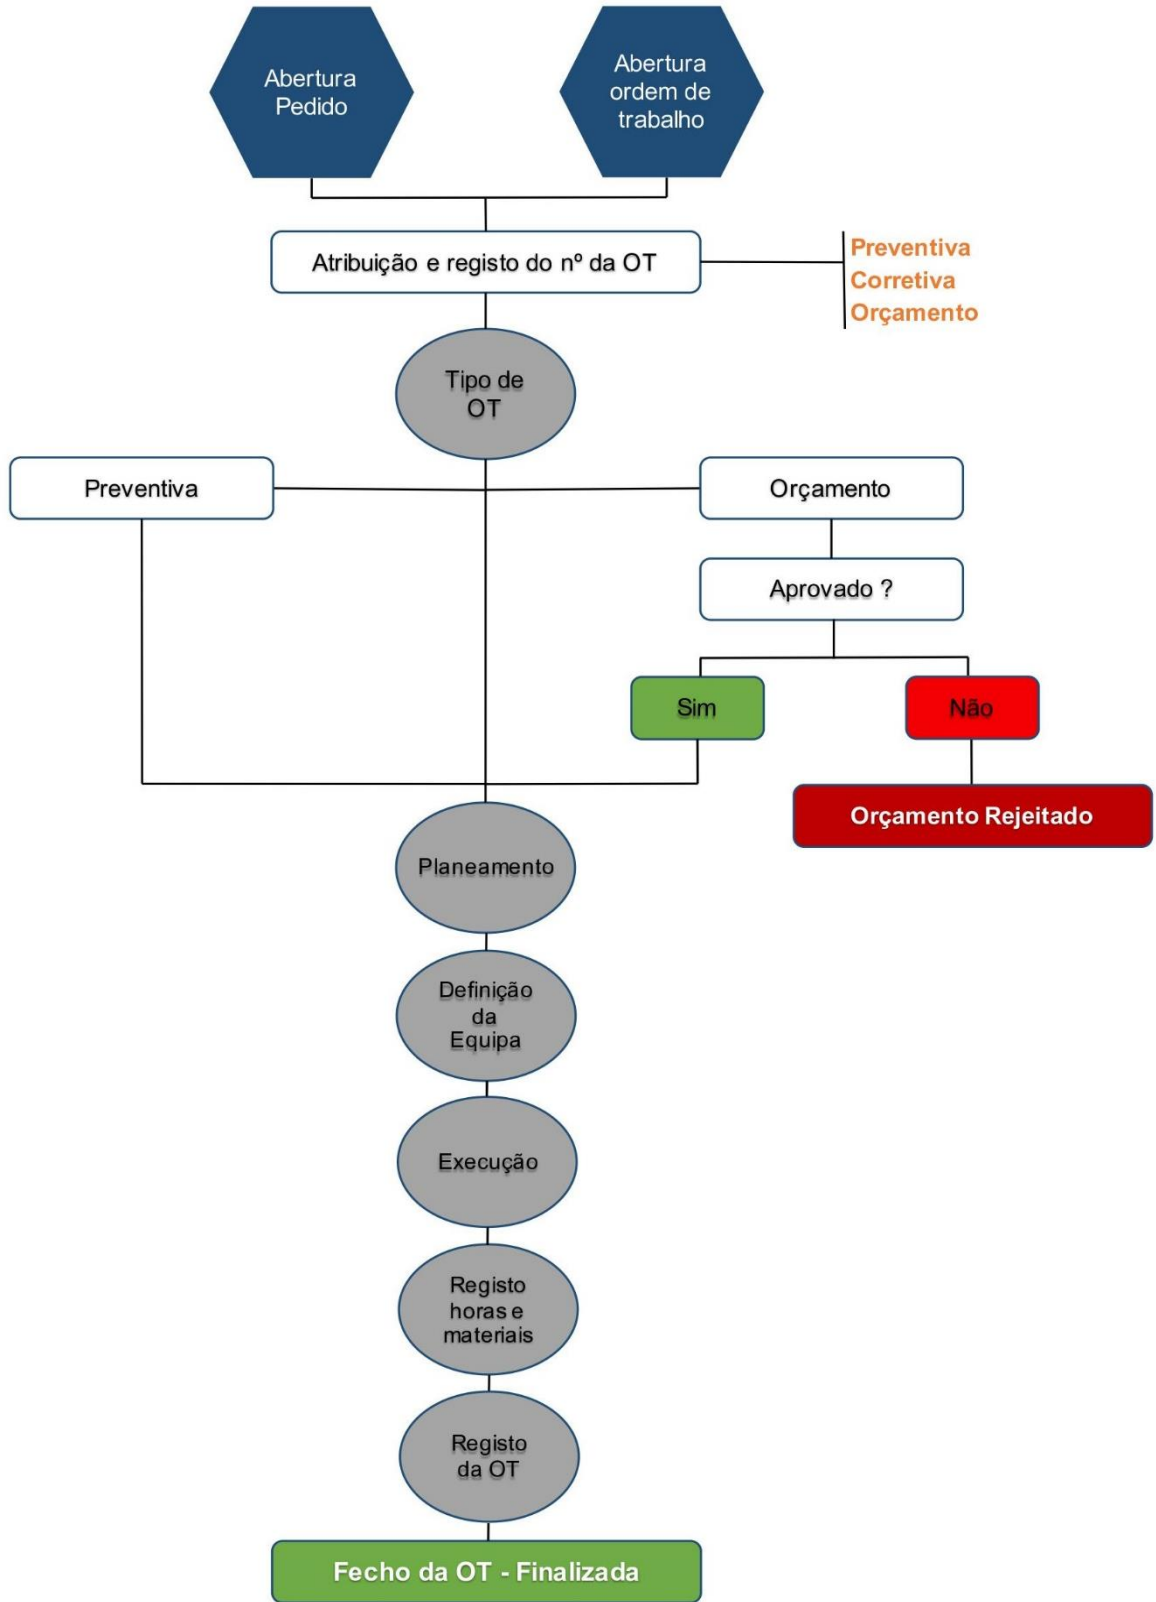 Abertura
Pedido
Abertura
ordem de
trabalho
Atribuição e registo do nº da OT
Preventiva
Corretiva
Orçamento
Tipo de
OT
Preventiva
Orçamento
Aprovado ?
Sim
Não
Orçamento Rejeitado
Planeamento
Definição
da
Equipa
Execução
Registo
horas e
materiais
Registo
da OT
Fecho da OT - Finalizada